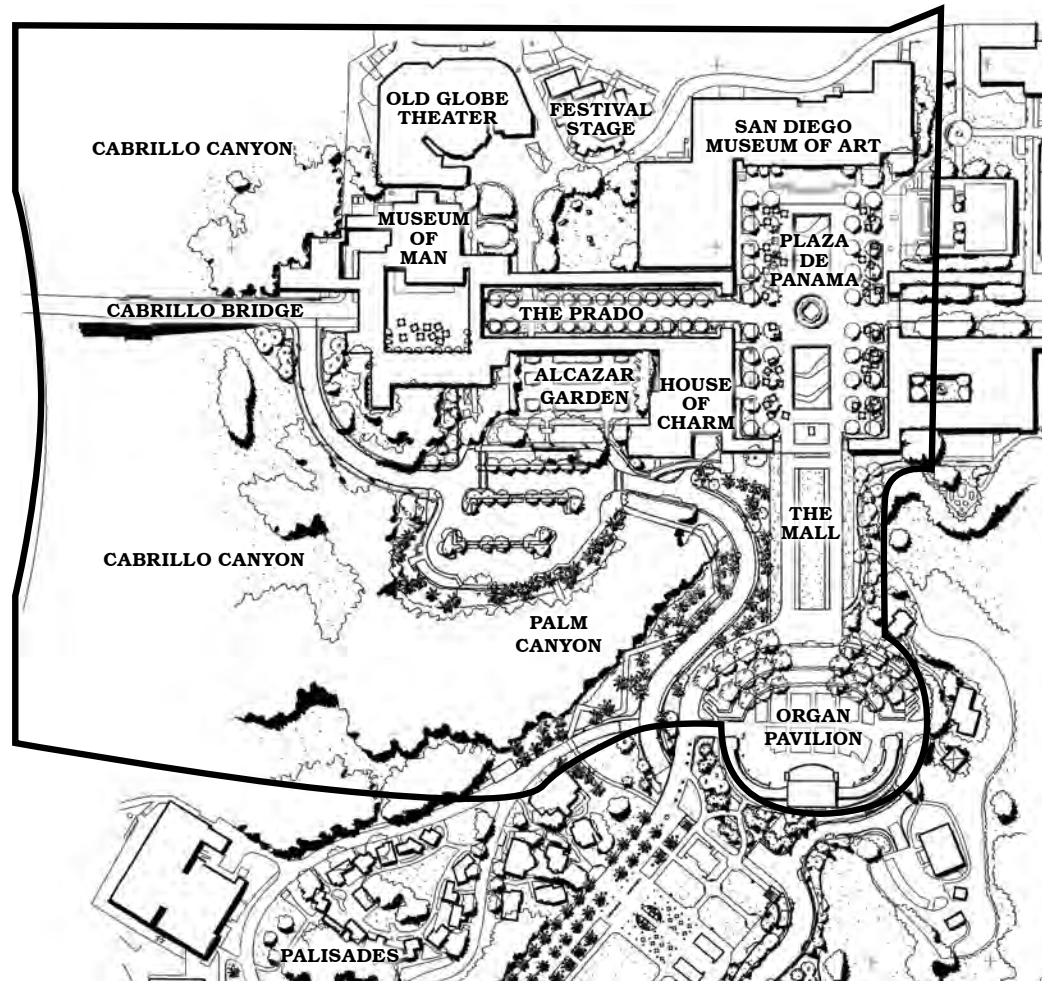 OLD GLOBE
THEATER
FESTIVAL
STAGE
SAN DIEGO
MUSEUM OF ART
CABRILLO CANYON
MUSEUM
OF
MAN
PLAZA
DE
PANAMA
CABRILLO BRIDGE
THE PRADO
ALCAZAR
GARDEN
HOUSE
OF
CHARM
THE
MALL
CABRILLO CANYON
PALM
CANYON
ORGAN
PAVILION
PALISADES